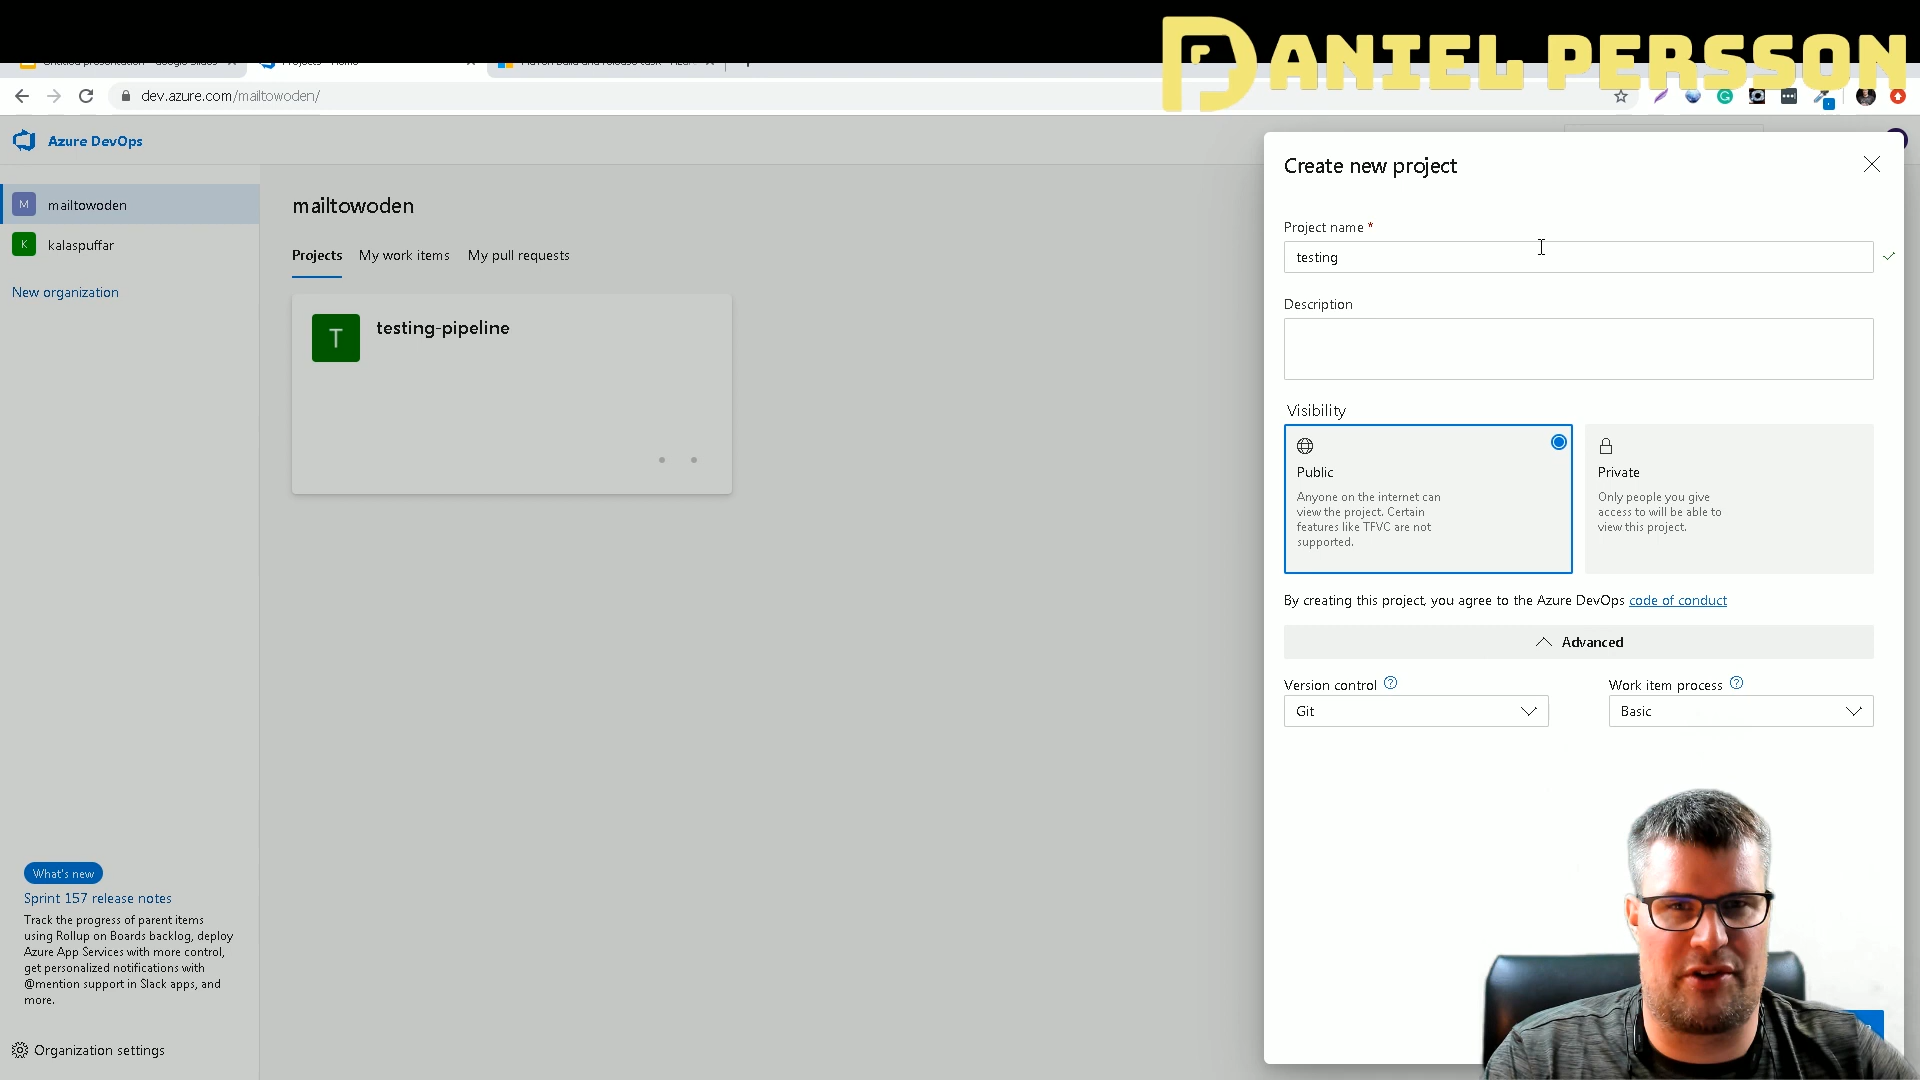 DANIEL PERSSON
Untitled presentation - Google Slides
Projects - Home
dev.azure.com/mailtowoden/
Azure DevOps
M mailtowoden
K kalaspuffar
New organization
mailtowoden
Projects My work items My pull requests
T testing-pipeline
Create new project
Project name *
testing
Description
Visibility
Public
Anyone on the internet can
view the project. Certain
features like TFVC are not
supported.
Private
Only people you give
access to will be able to
view this project.
By creating this project, you agree to the Azure DevOps code of conduct
Advanced
Version control ?
Git
Work item process ?
Basic
What's new
Sprint 157 release notes
Track the progress of parent items
using Rollup on Boards backlog, deploy
Azure App Services with more control,
get personalized notifications with
@mention support in Slack apps, and
more.
Organization settings